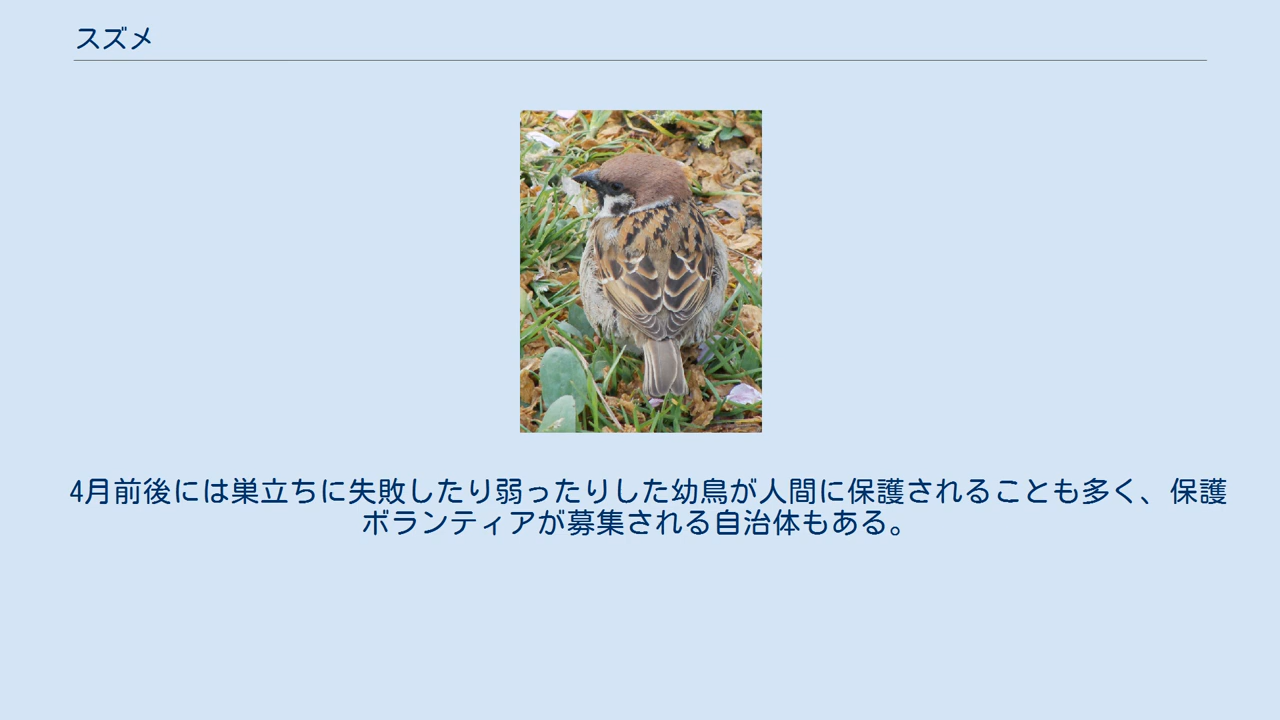 スズメ
4月前後には巣立ちに失敗したり弱ったりした幼鳥が人間に保護されることも多く、保護
ボランティアが募集される自治体もある。